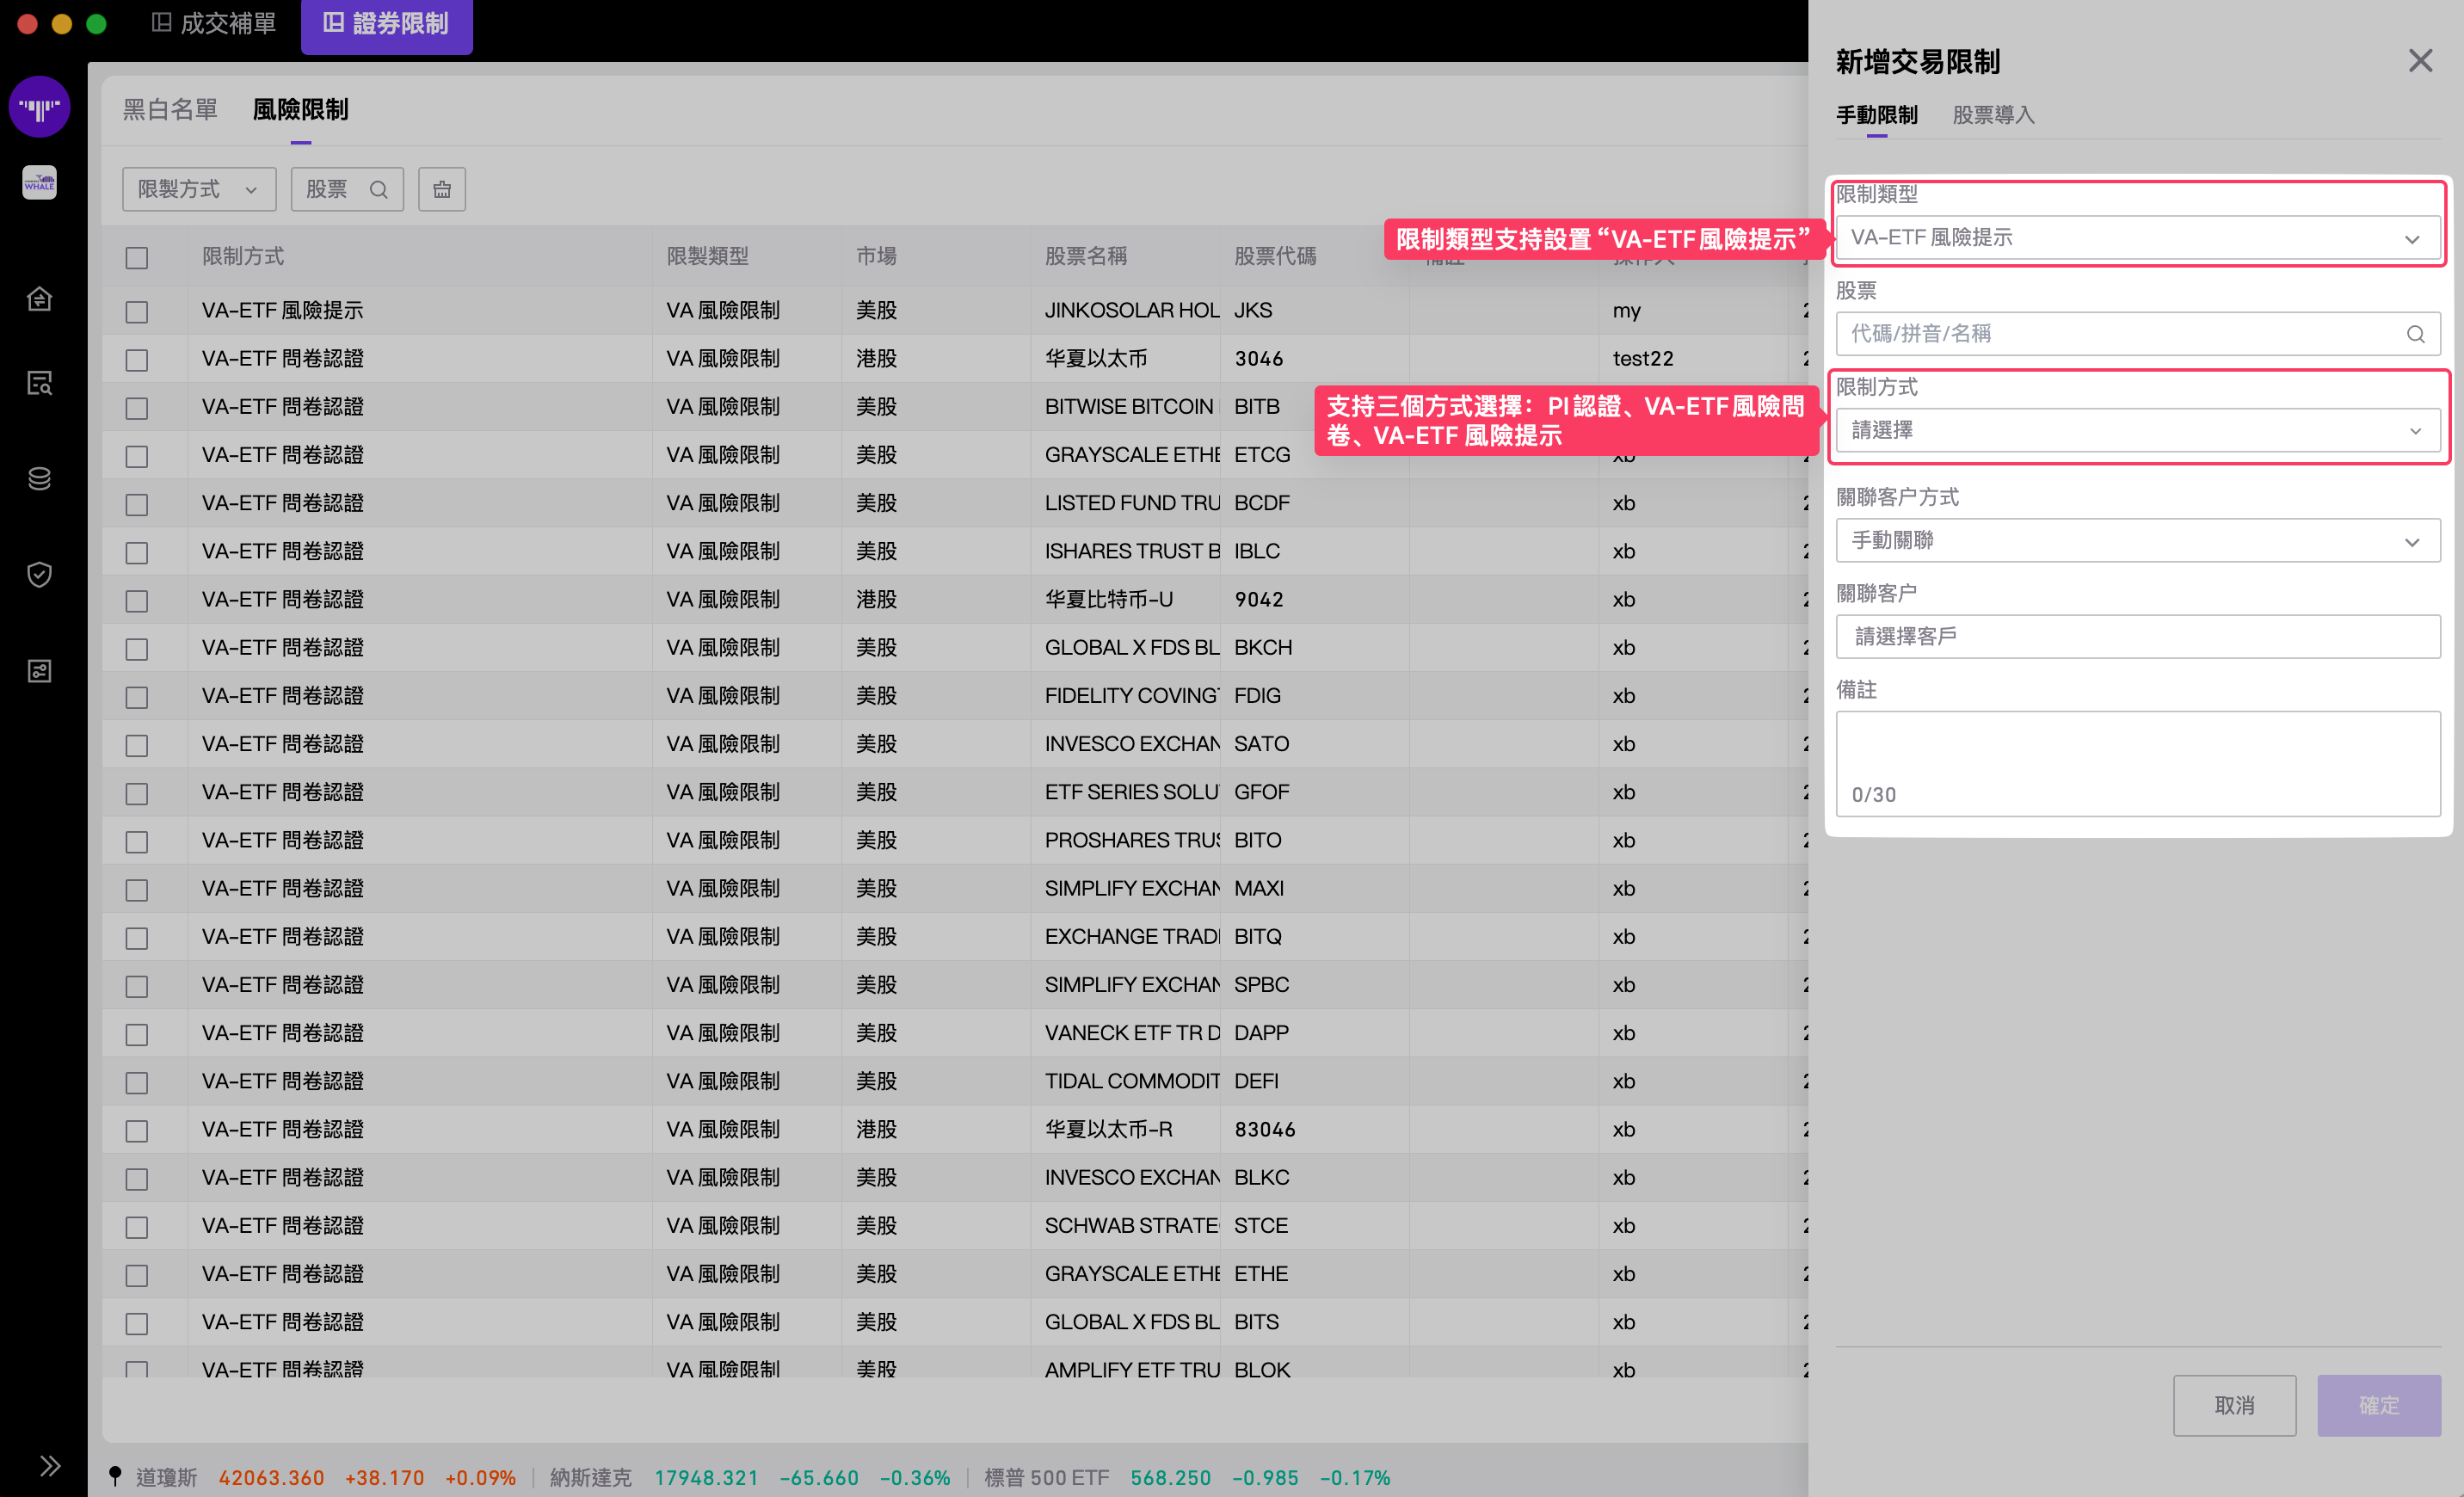 成交補單
證券限制
WHALE
黑白名單 風險限制
限製方式 股票
限制方式 限製類型 市場 股票名稱 股票代碼
VA-ETF 風險提示 VA 風險限制 美股 JINKOSOLAR HOL JKS my
VA-ETF 問卷認證 VA 風險限制 港股 华夏以太币 3046 test22
VA-ETF 問卷認證 VA 風險限制 美股 BITWISE BITCOIN BITB
VA-ETF 問卷認證 VA 風險限制 美股 GRAYSCALE ETHE ETCG xb
VA-ETF 問卷認證 VA 風險限制 美股 LISTED FUND TRU BCDF xb
VA-ETF 問卷認證 VA 風險限制 美股 ISHARES TRUST B IBLC xb
VA-ETF 問卷認證 VA 風險限制 港股 华夏比特币-U 9042 xb
VA-ETF 問卷認證 VA 風險限制 美股 GLOBAL X FDS BL BKCH xb
VA-ETF 問卷認證 VA 風險限制 美股 FIDELITY COVINGT FDIG xb
VA-ETF 問卷認證 VA 風險限制 美股 INVESCO EXCHAN SATO xb
VA-ETF 問卷認證 VA 風險限制 美股 ETF SERIES SOLU GFOF xb
VA-ETF 問卷認證 VA 風險限制 美股 PROSHARES TRUS BITO xb
VA-ETF 問卷認證 VA 風險限制 美股 SIMPLIFY EXCHAN MAXI xb
VA-ETF 問卷認證 VA 風險限制 美股 EXCHANGE TRAD BITQ xb
VA-ETF 問卷認證 VA 風險限制 美股 SIMPLIFY EXCHAN SPBC xb
VA-ETF 問卷認證 VA 風險限制 美股 VANECK ETF TR D DAPP xb
VA-ETF 問卷認證 VA 風險限制 美股 TIDAL COMMODIT DEFI xb
VA-ETF 問卷認證 VA 風險限制 港股 华夏以太币-R 83046 xb
VA-ETF 問卷認證 VA 風險限制 美股 INVESCO EXCHAN BLKC xb
VA-ETF 問卷認證 VA 風險限制 美股 SCHWAB STRATE STCE xb
VA-ETF 問卷認證 VA 風險限制 美股 GRAYSCALE ETHE ETHE xb
VA-ETF 問卷認證 VA 風險限制 美股 GLOBAL X FDS BL BITS xb
VA-ETF 問卷認證 VA 風險限制 美股 AMPLIFY ETF TRU BLOK xb
道瓊斯 42063.360 +38.170 +0.09% 納斯達克 17948.321 -65.660 -0.36% 標普 500 ETF 568.250 -0.985 -0.17%
限制類型支持設置“VA-ETF風險提示”
支持三個方式選擇：PI認證、VA-ETF風險問
卷、VA-ETF 風險提示
新增交易限制
手動限制 股票導入
限制類型
VA-ETF 風險提示
股票
代碼/拼音/名稱
限制方式
請選擇
關聯客户方式
手動關聯
關聯客户
請選擇客戶
備註
0/30
取消 確定